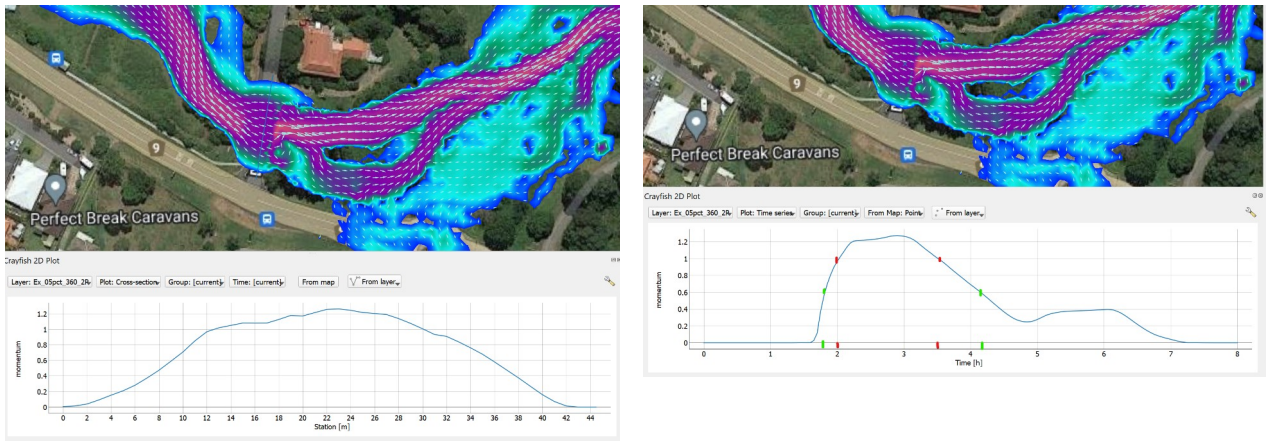 9
Perfect Break Caravans
Crayfish 2D Plot
Layer: Ex_05pct_360_2R
Plot: Cross-section
Group: [current]
Time: [current]
From map
From layer
momentum
1.2
1
0.8
0.6
0.4
0.2
0
0 2 4 6 8 10 12 14 16 18 20 22 24 26 28 30 32 34 36 38 40 42 44
Station [m]
9
Perfect Break Caravans
Crayfish 2D Plot
Layer: Ex_05pct_360_2R
Plot: Time series
Group: [current]
From Map: Point
From layer
momentum
1.2
1
0.8
0.6
0.4
0.2
0
0 1 2 3 4 5 6 7 8
Time [h]